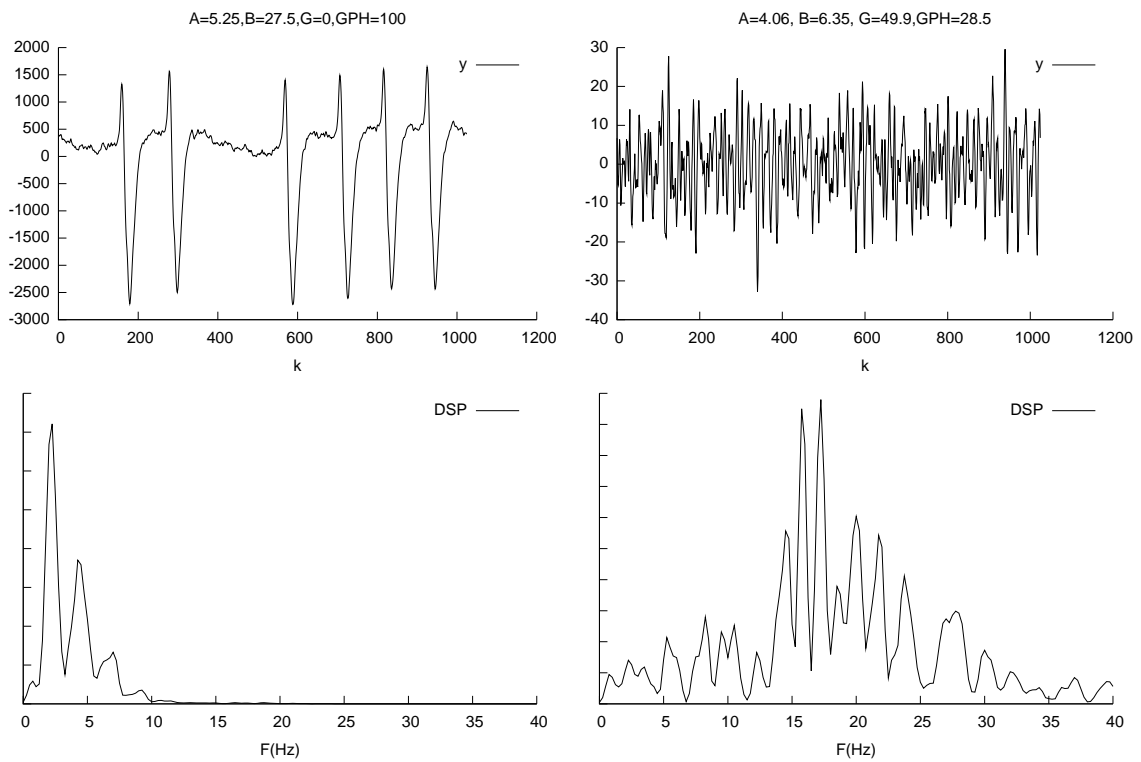 A=5.25,B=27.5,G=0,GPH=100
2000
1500
1000
500
0
-500
-1000
-1500
-2000
-2500
-3000
y
0 200 400 600 800 1000 1200
k
A=4.06, B=6.35, G=49.9,GPH=28.5
30
20
10
0
-10
-20
-30
-40
y
0 200 400 600 800 1000 1200
k
DSP
0 5 10 15 20 25 30 35 40
F(Hz)
DSP
0 5 10 15 20 25 30 35 40
F(Hz)